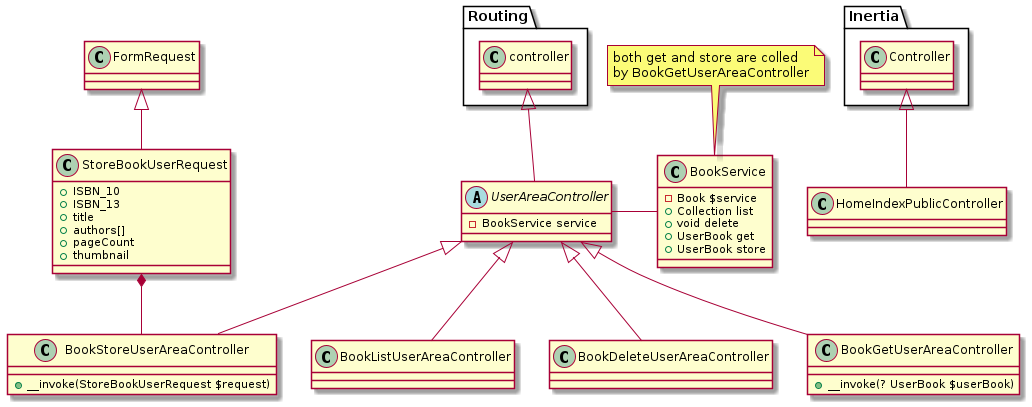 Routing
Inertia
C FormRequest
C controller
both get and store are colled
by BookGetUserAreaController
C Controller
C StoreBookUserRequest
ISBN_10
ISBN_13
title
authors[]
pageCount
thumbnail
A UserAreaController
BookService service
C BookService
Book $service
Collection list
void delete
UserBook get
UserBook store
C HomeIndexPublicController
C BookStoreUserAreaController
__invoke(StoreBookUserRequest $request)
C BookListUserAreaController
C BookDeleteUserAreaController
C BookGetUserAreaController
__invoke(? UserBook $userBook)